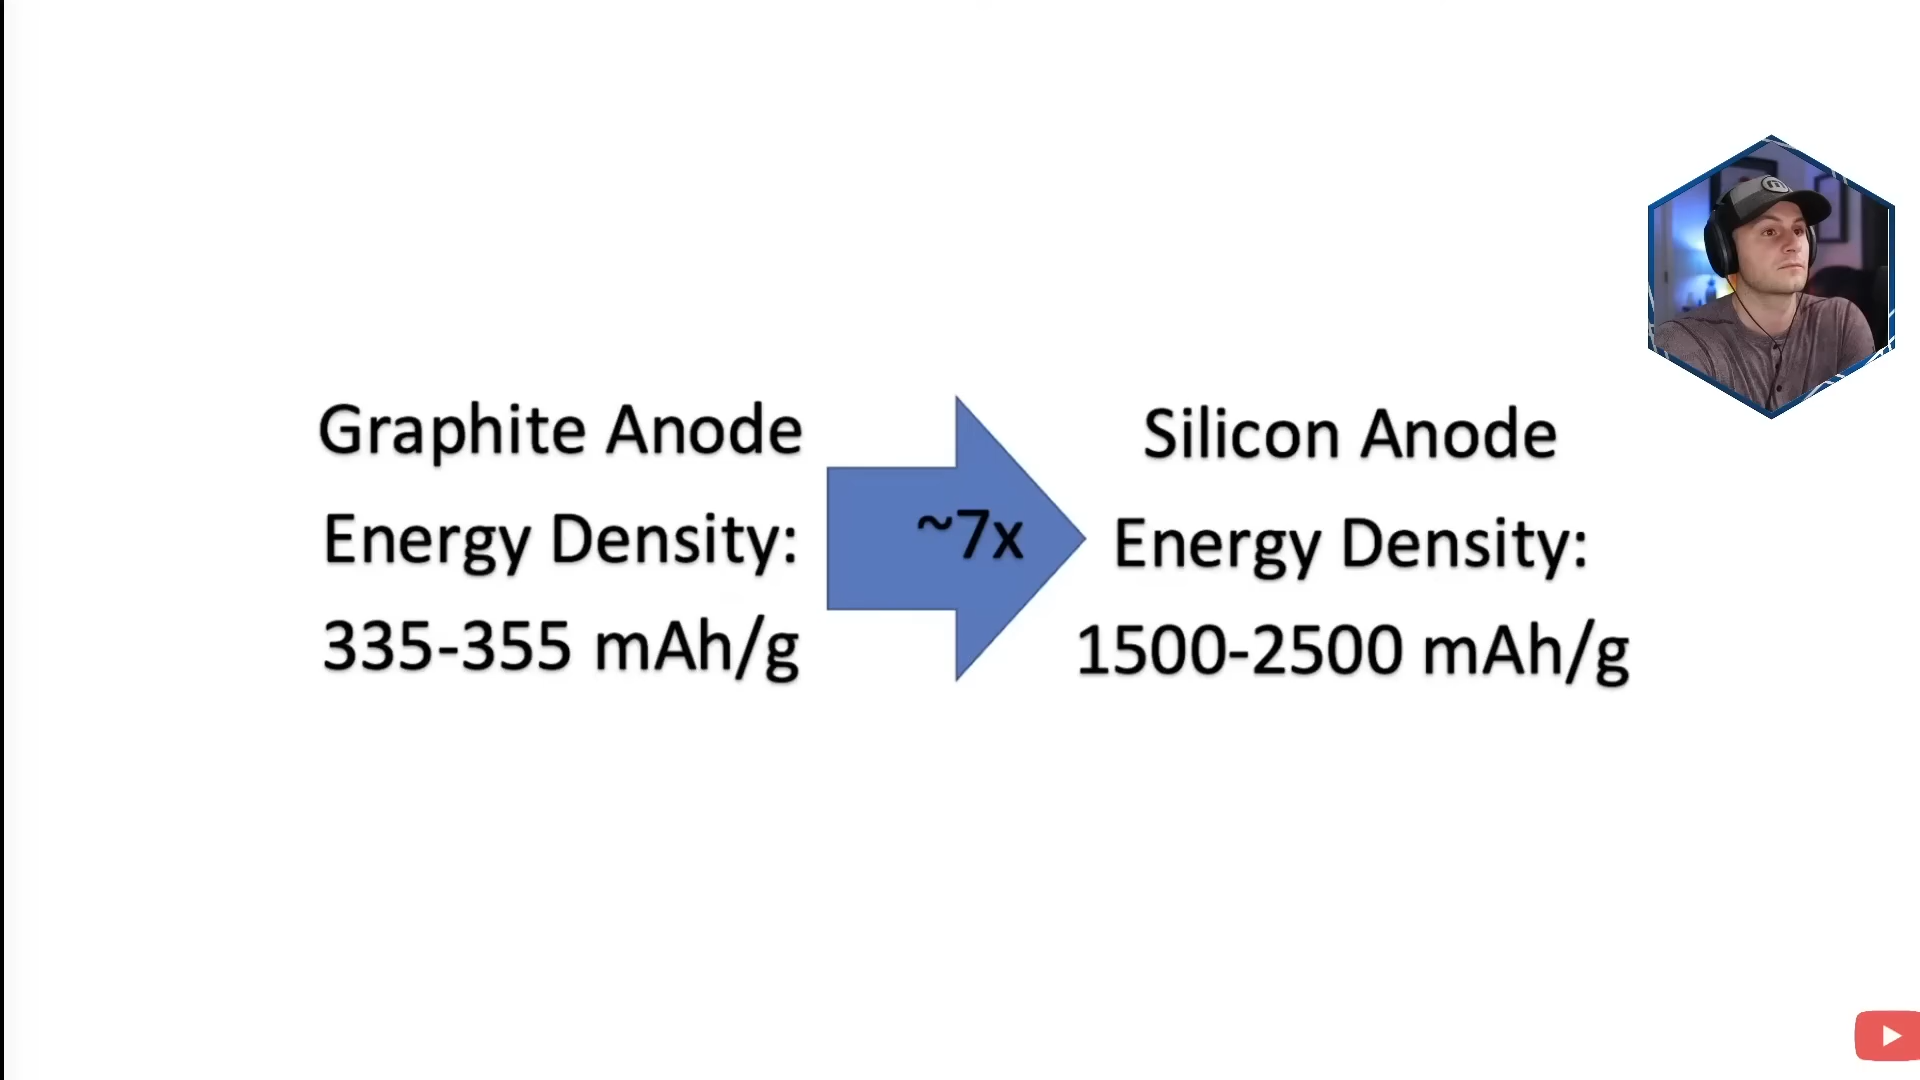 Graphite Anode
Energy Density:
335-355 mAh/g
~7x
Silicon Anode
Energy Density:
1500-2500 mAh/g